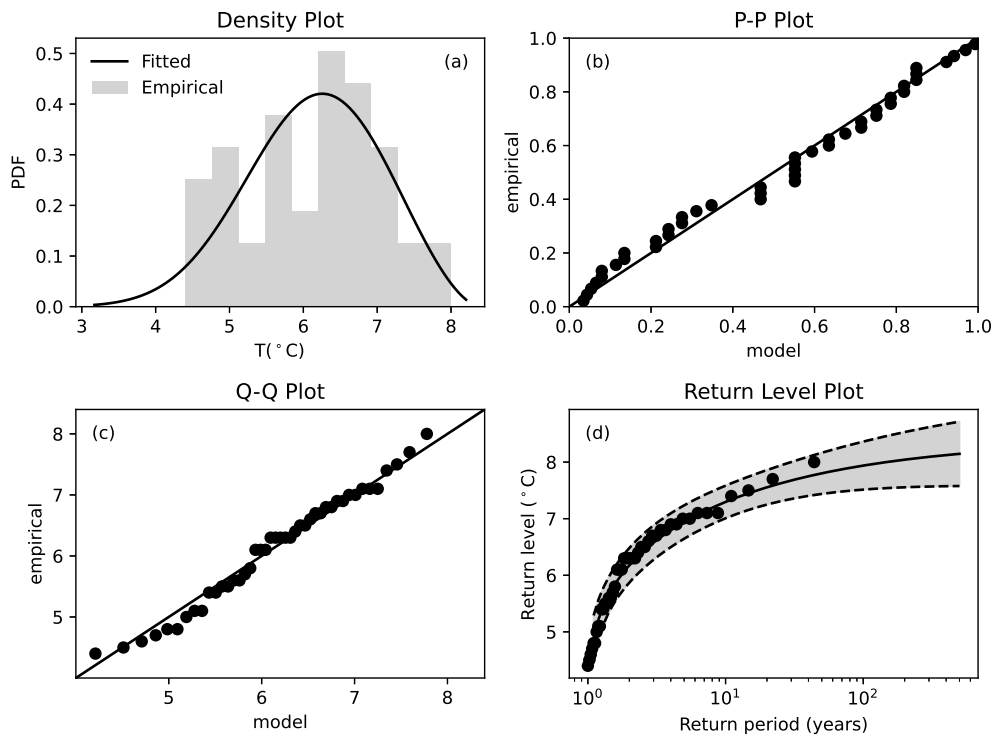 Density Plot
Fitted
Empirical
(a)
PDF
0.5
0.4
0.3
0.2
0.1
0.0
3 4 5 6 7 8
T(°C)
P-P Plot
(b)
empirical
1.0
0.8
0.6
0.4
0.2
0.0
0.0 0.2 0.4 0.6 0.8 1.0
model
Q-Q Plot
(c)
empirical
8
7
6
5
5 6 7 8
model
Return Level Plot
(d)
Return level (°C)
8
7
6
5
10⁰ 10¹ 10²
Return period (years)